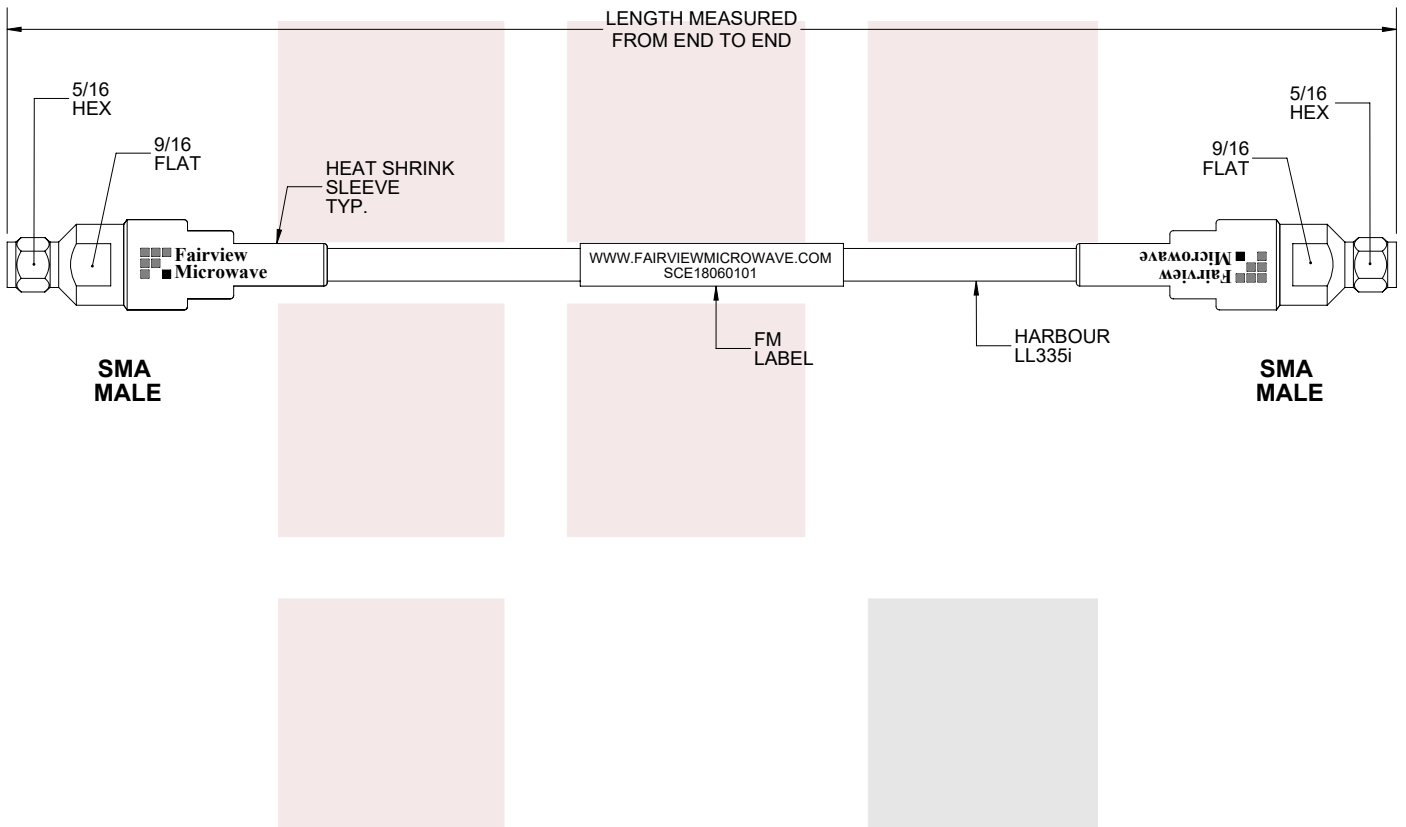 LENGTH MEASURED
FROM END TO END
5/16
HEX
5/16
HEX
9/16
FLAT
9/16
FLAT
HEAT SHRINK
SLEEVE
TYP.
Fairview
Microwave
WWW.FAIRVIEWMICROWAVE.COM
SCE18060101
Fairview
Microwave
FM
LABEL
HARBOUR
LL335i
SMA
MALE
SMA
MALE